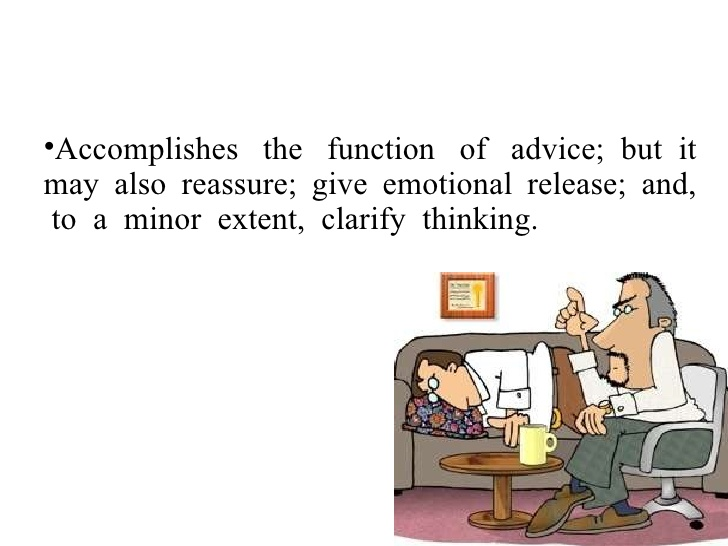 •Accomplishes the function of advice; but it
may also reassure; give emotional release; and,
to a minor extent, clarify thinking.